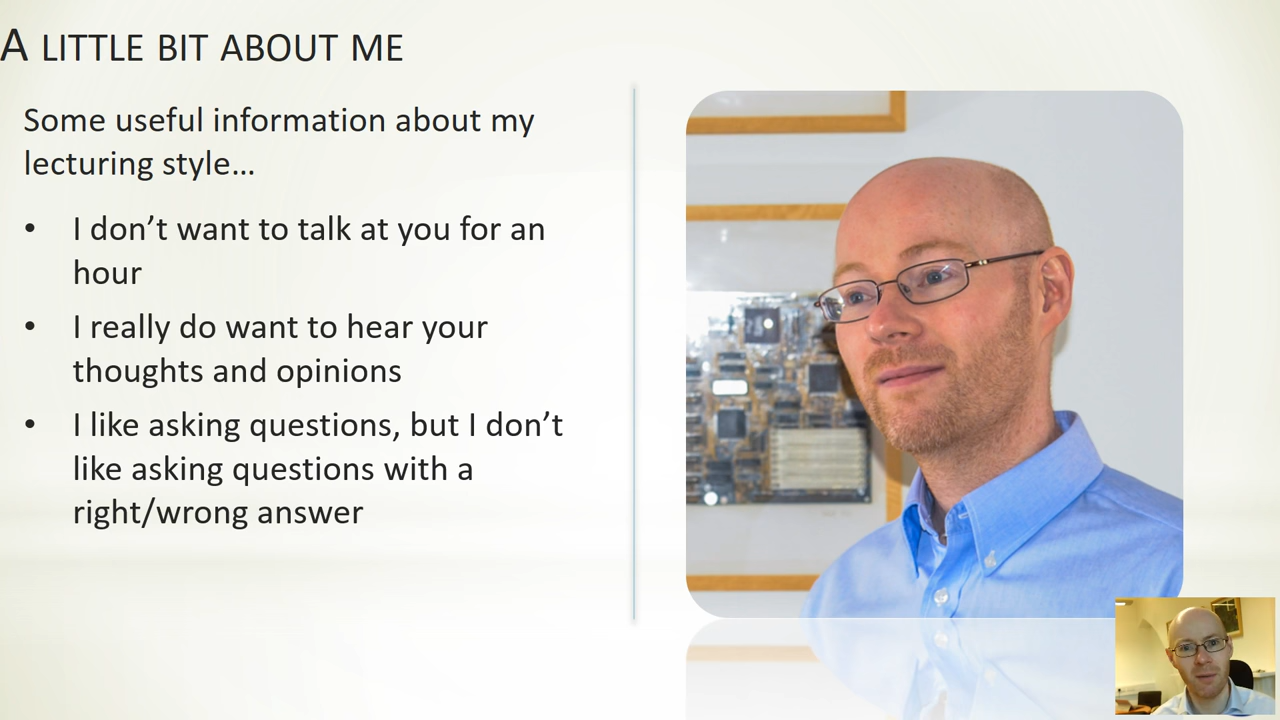 A LITTLE BIT ABOUT ME
Some useful information about my
lecturing style…
• I don’t want to talk at you for an
hour
• I really do want to hear your
thoughts and opinions
• I like asking questions, but I don’t
like asking questions with a
right/wrong answer